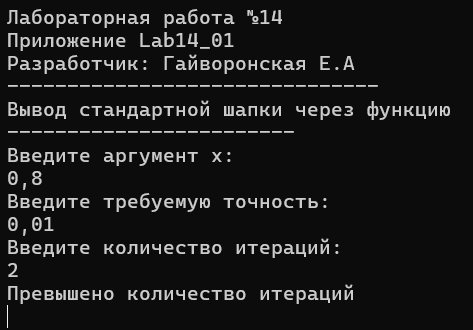 Лабораторная работа №14
Приложение Lab14_01
Разработчик: Гайворонская Е.А
-------------------------------
Вывод стандартной шапки через функцию
------------------------
Введите аргумент x:
0,8
Введите требуемую точность:
0,01
Введите количество итераций:
2
Превышено количество итераций